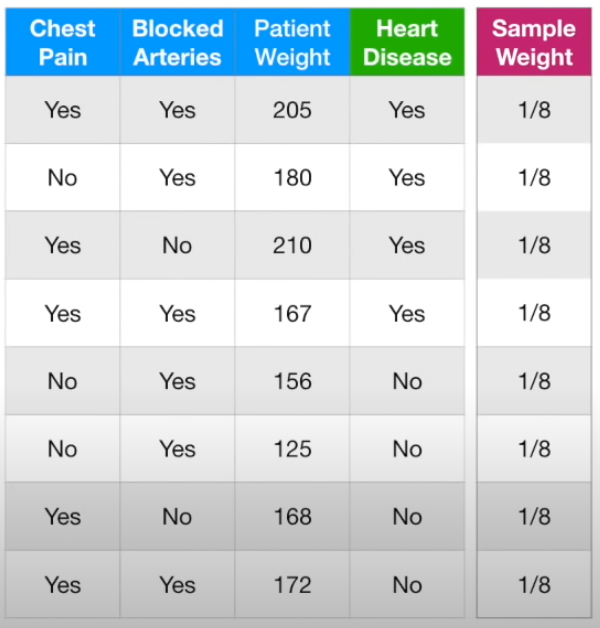 Chest Pain Blocked Arteries Patient Weight Heart Disease Sample Weight
Yes Yes 205 Yes 1/8
No Yes 180 Yes 1/8
Yes No 210 Yes 1/8
Yes Yes 167 Yes 1/8
No Yes 156 No 1/8
No Yes 125 No 1/8
Yes No 168 No 1/8
Yes Yes 172 No 1/8